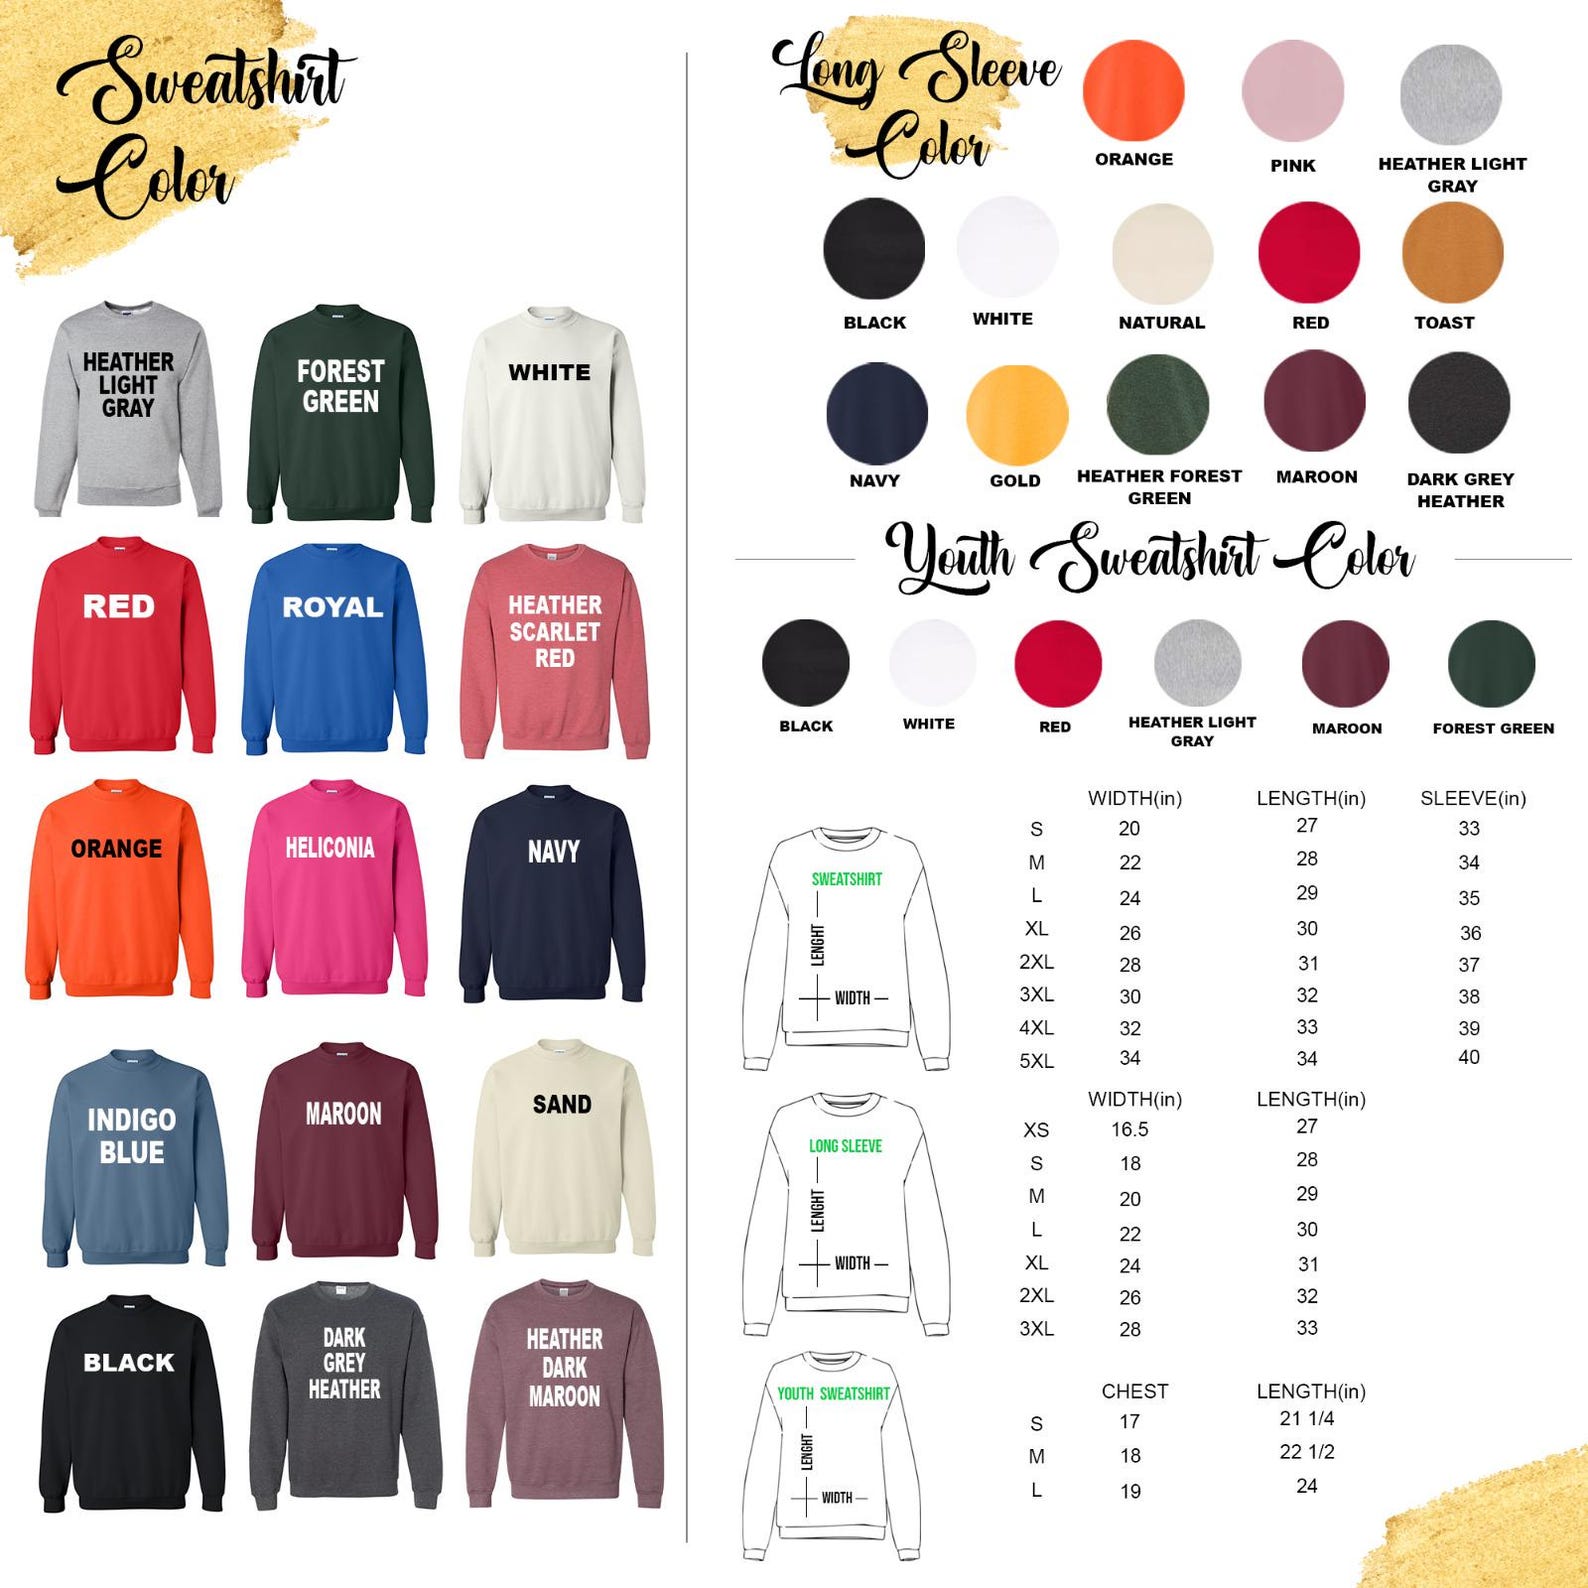 Sweatshirt
Color
HEATHER
LIGHT
GRAY
FOREST
GREEN
WHITE
RED
ROYAL
HEATHER
SCARLET
RED
ORANGE
HELICONIA
NAVY
INDIGO
BLUE
MAROON
SAND
BLACK
DARK
GREY
HEATHER
HEATHER
DARK
MAROON
Long Sleeve
Color
ORANGE
PINK
HEATHER LIGHT
GRAY
BLACK
WHITE
NATURAL
RED
TOAST
NAVY
GOLD
HEATHER FOREST
GREEN
MAROON
DARK GREY
HEATHER
Youth Sweatshirt Color
BLACK
WHITE
RED
HEATHER LIGHT
GRAY
MAROON
FOREST GREEN
SWEATSHIRT
LENGHT
WIDTH
WIDTH(in) LENGTH(in) SLEEVE(in)
S 20 27 33
M 22 28 34
L 24 29 35
XL 26 30 36
2XL 28 31 37
3XL 30 32 38
4XL 32 33 39
5XL 34 34 40
LONG SLEEVE
LENGHT
WIDTH
WIDTH(in) LENGTH(in)
XS 16.5 27
S 18 28
M 20 29
L 22 30
XL 24 31
2XL 26 32
3XL 28 33
YOUTH SWEATSHIRT
LENGHT
WIDTH
CHEST LENGTH(in)
S 17 21 1/4
M 18 22 1/2
L 19 24